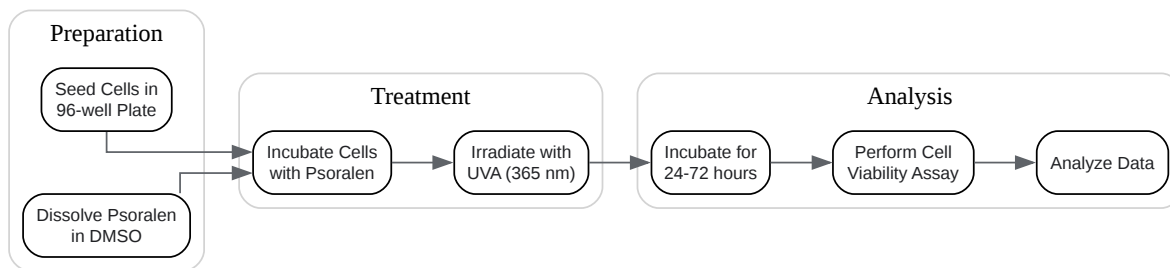 Preparation
Seed Cells in
96-well Plate
Dissolve Psoralen
in DMSO
Treatment
Incubate Cells
with Psoralen
Irradiate with
UVA (365 nm)
Analysis
Incubate for
24-72 hours
Perform Cell
Viability Assay
Analyze Data